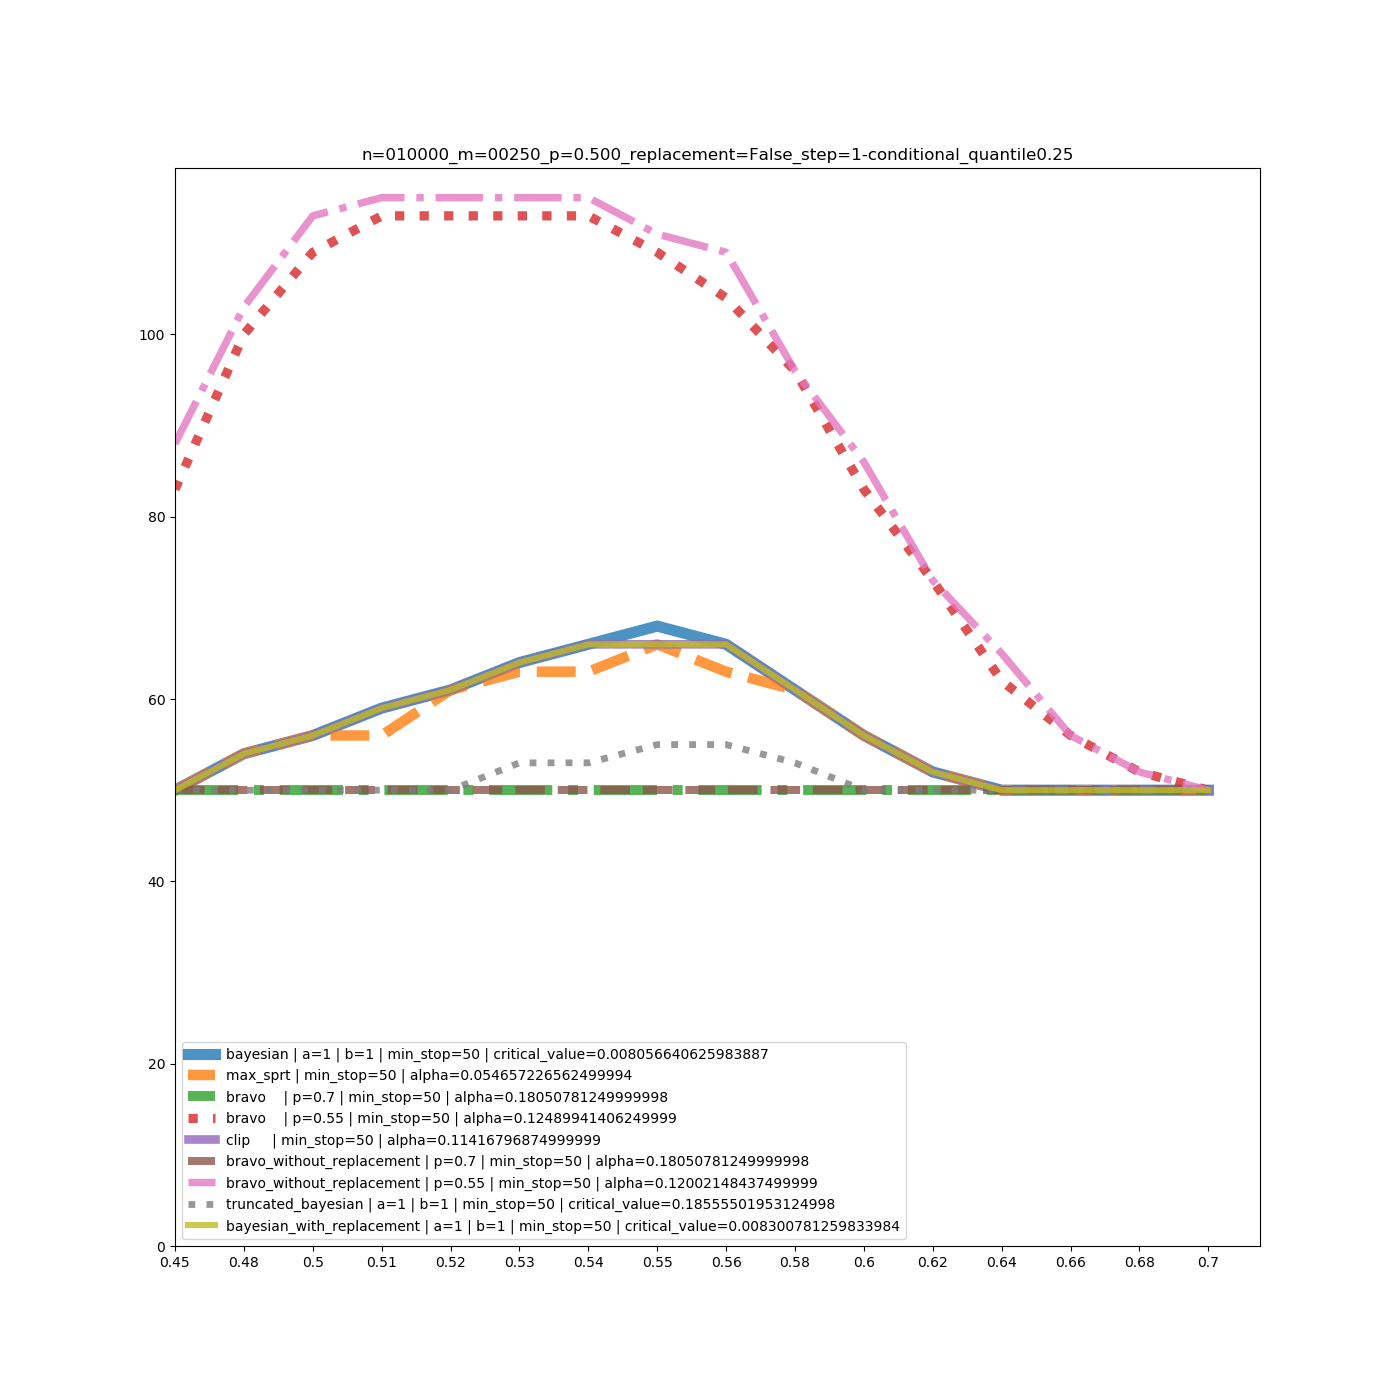 n=010000_m=00250_p=0.500_replacement=False_step=1-conditional_quantile0.25
100
80
60
40
20
0
bayesian | a=1 | b=1 | min_stop=50 | critical_value=0.008056640625983887
max_sprt | min_stop=50 | alpha=0.054657226562499994
bravo | p=0.7 | min_stop=50 | alpha=0.18050781249999998
bravo | p=0.55 | min_stop=50 | alpha=0.12489941406249999
clip | min_stop=50 | alpha=0.11416796874999999
bravo_without_replacement | p=0.7 | min_stop=50 | alpha=0.18050781249999998
bravo_without_replacement | p=0.55 | min_stop=50 | alpha=0.12002148437499999
truncated_bayesian | a=1 | b=1 | min_stop=50 | critical_value=0.18555501953124998
bayesian_with_replacement | a=1 | b=1 | min_stop=50 | critical_value=0.008300781259833984
0.45 0.48 0.5 0.51 0.52 0.53 0.54 0.55 0.56 0.58 0.6 0.62 0.64 0.66 0.68 0.7